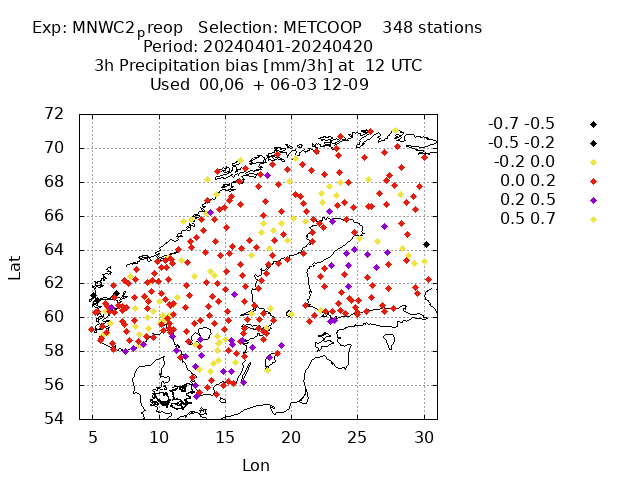 Exp: MNWC2preop   Selection: METCOOP    348 stations
Period: 20240401-20240420
3h Precipitation bias [mm/3h] at  12 UTC
Used  00,06  + 06-03 12-09
72
70
68
66
64
62
60
58
56
54
5 10 15 20 25 30
Lat
Lon
-0.7 -0.5
-0.5 -0.2
-0.2 0.0
0.0 0.2
0.2 0.5
0.5 0.7